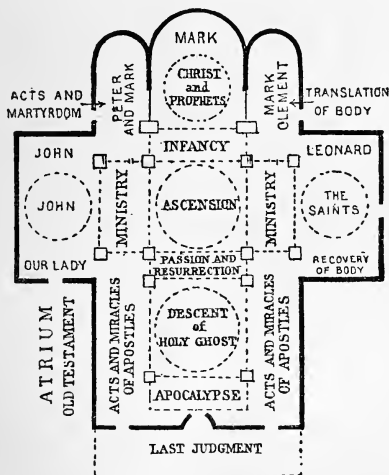 MARK
CHRIST
and
PROPHETS
PETER
AND MARK
MARK
CLEMENT
ACTS AND
MARTYRDOM
TRANSLATION
OF BODY
INFANCY
JOHN
JOHN
OUR LADY
MINISTRY
ASCENSION
MINISTRY
LEONARD
THE
SAINTS
RECOVERY
OF BODY
PASSION AND
RESURRECTION
ATRIUM
OLD TESTAMENT
ACTS AND MIRACLES
OF APOSTLES
DESCENT
of
HOLY GHOST
ACTS AND MIRACLES
OF APOSTLES
APOCALYPSE
LAST JUDGMENT